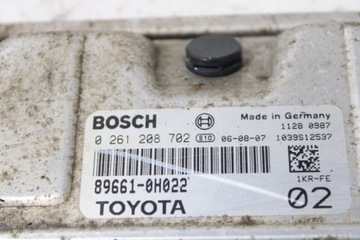 BOSCH
Made in Germany
0 261 208 702 S10 06-08-07
1128 0987
1039S12537
89661-0H022
1KR-FE
TOYOTA
02